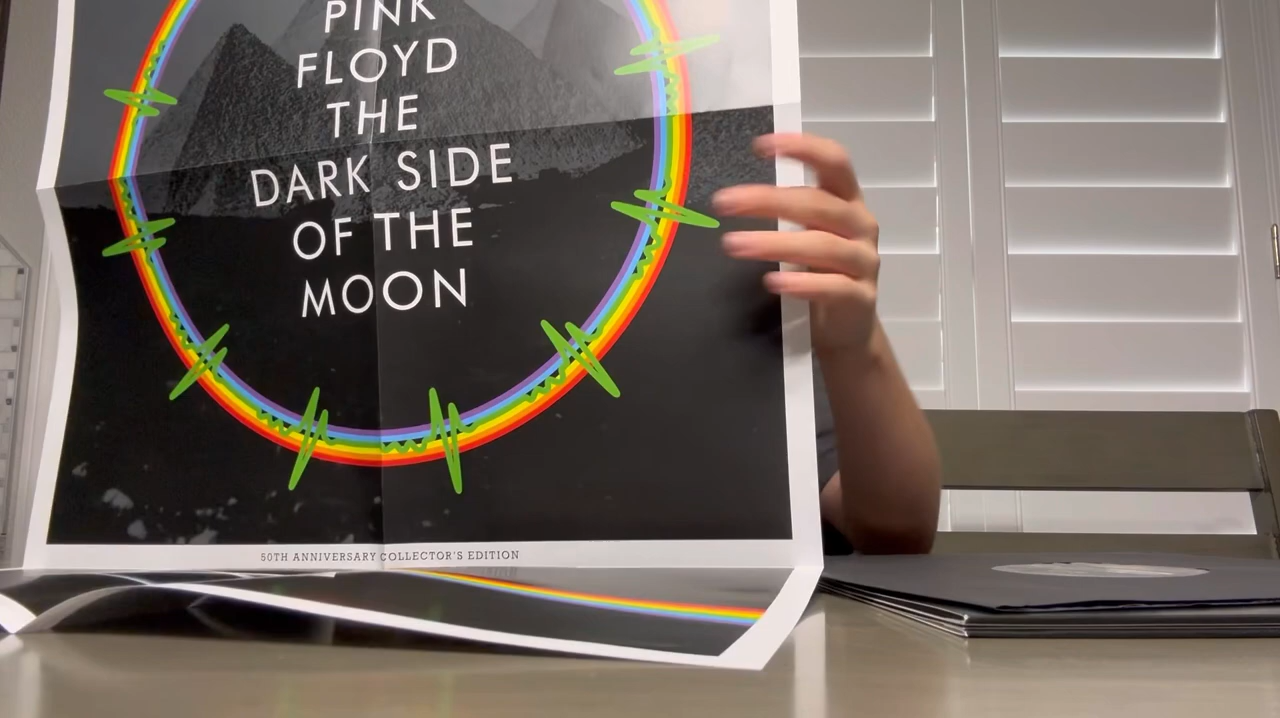 PINK
FLOYD
THE
DARK SIDE
OF THE
MOON
50TH ANNIVERSARY COLLECTOR'S EDITION